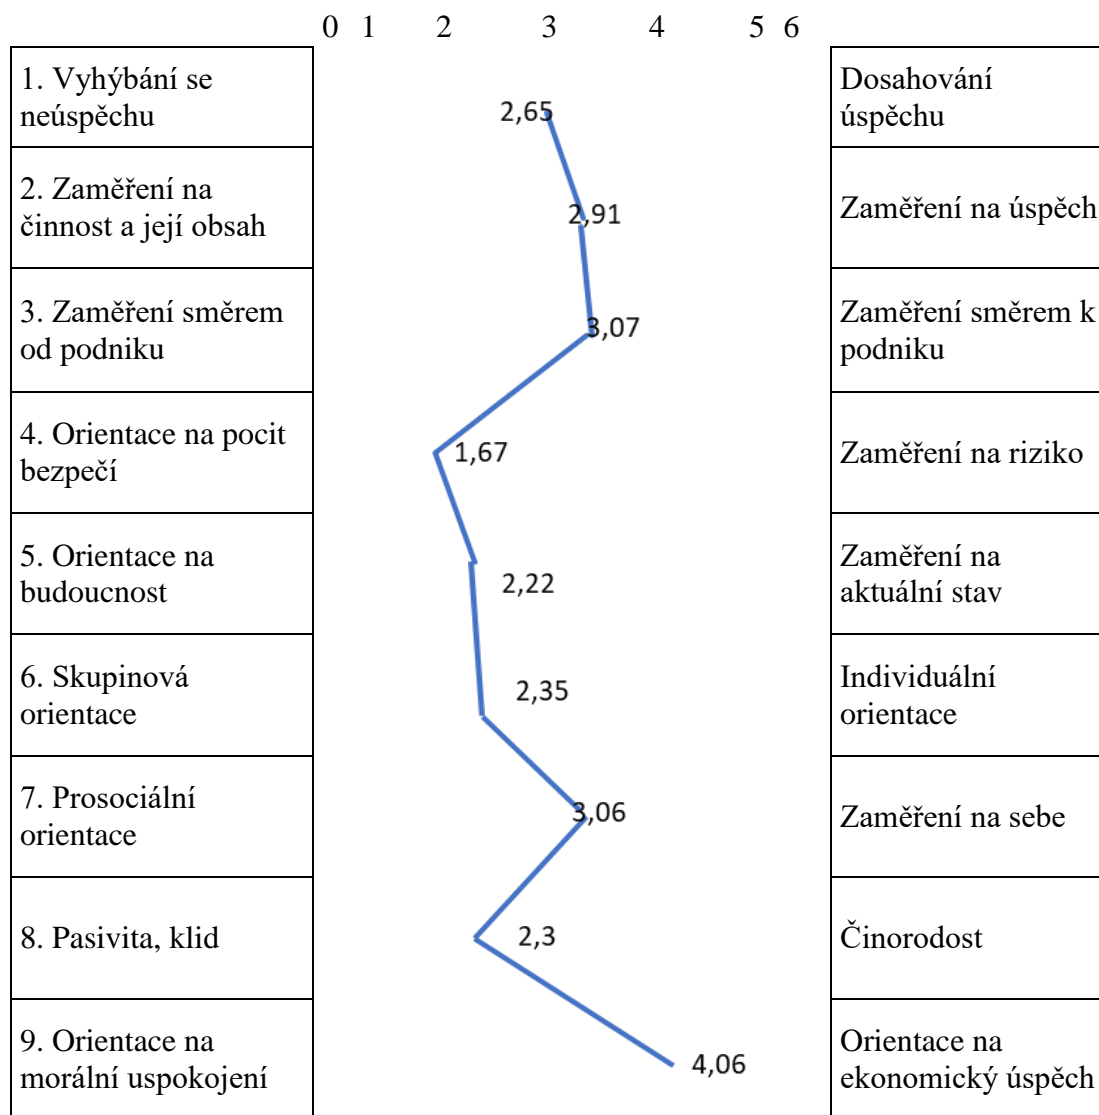 0 1 2 3 4 5 6
1. Vyhýbání se
neúspěchu
2,65
Dosahování
úspěchu
2. Zaměření na
činnost a její obsah
2,91
Zaměření na úspěch
3. Zaměření směrem
od podniku
3,07
Zaměření směrem k
podniku
4. Orientace na pocit
bezpečí
1,67
Zaměření na riziko
5. Orientace na
budoucnost
2,22
Zaměření na
aktuální stav
6. Skupinová
orientace
2,35
Individuální
orientace
7. Prosociální
orientace
3,06
Zaměření na sebe
8. Pasivita, klid
2,3
Činorodost
9. Orientace na
morální uspokojení
4,06
Orientace na
ekonomický úspěch